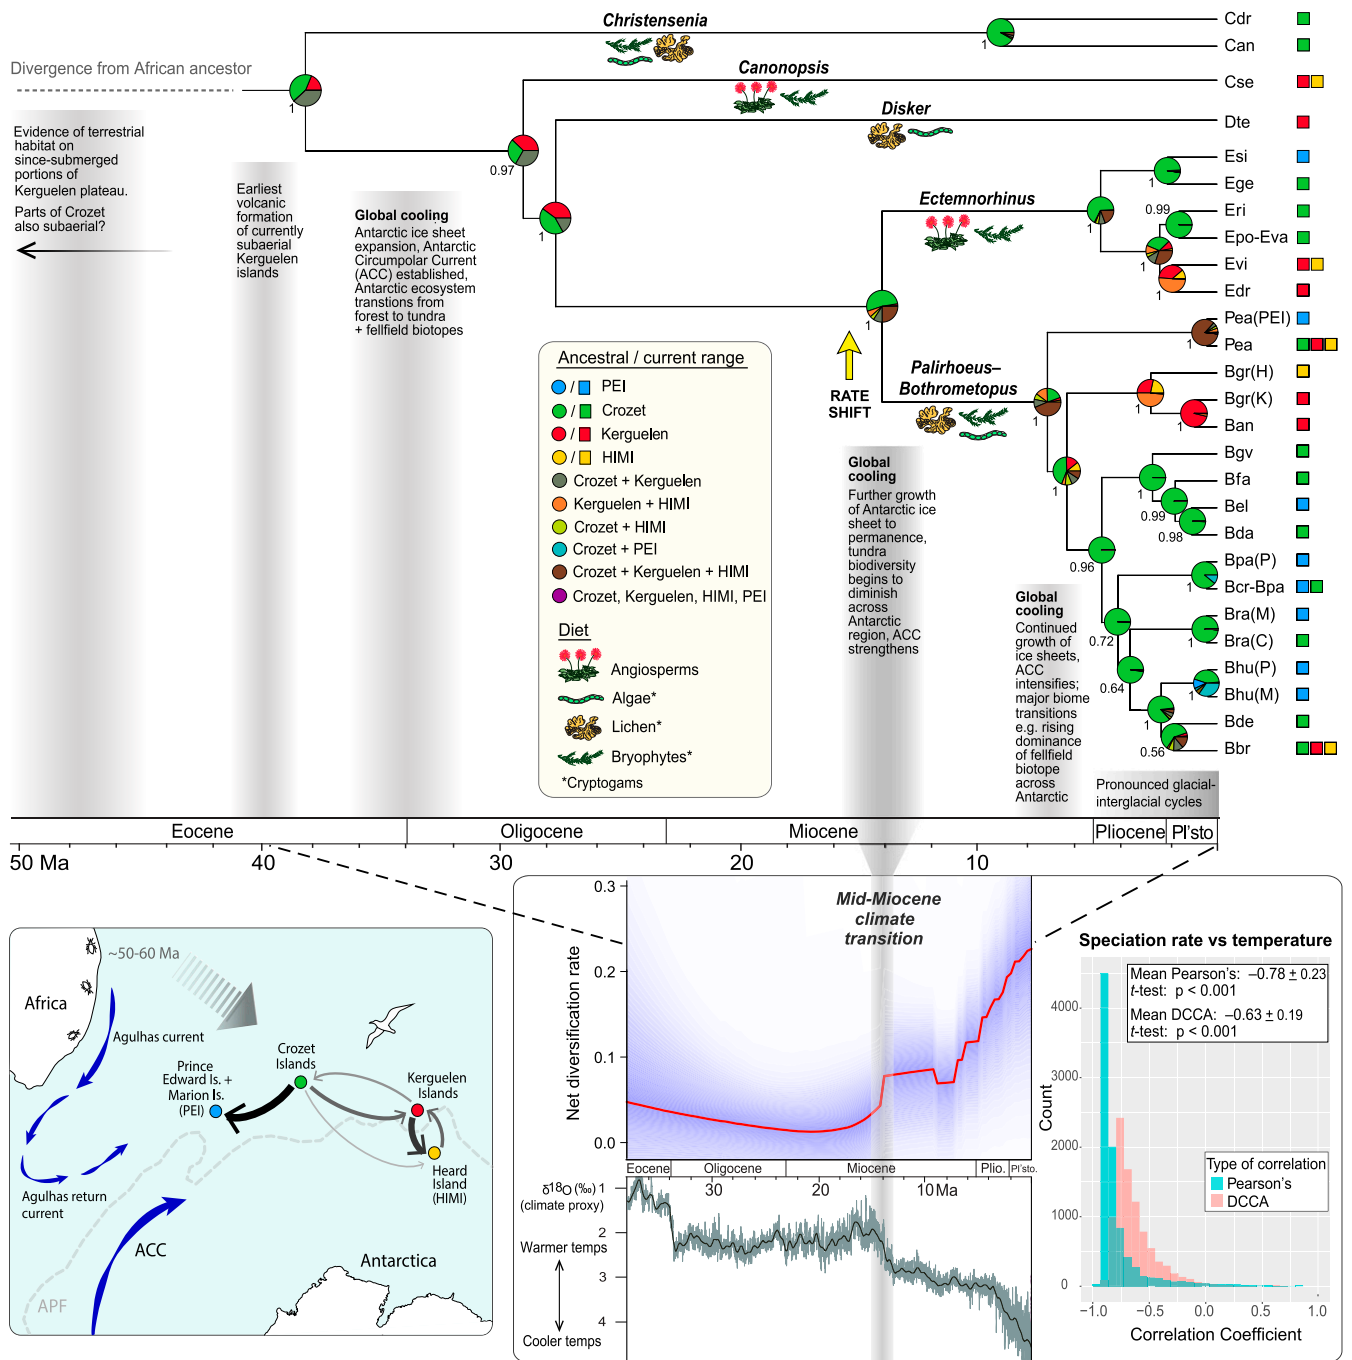 Christensenia
Cdr
Can
Divergence from African ancestor
1
1
Canonopsis
Cse
Disker
Dte
0.97
Evidence of terrestrial
habitat on
since-submerged
portions of
Kerguelen plateau.
Parts of Crozet
also subaerial?
Earliest
volcanic
formation
of currently
subaerial
Kerguelen
islands
Global cooling
Antarctic ice sheet
expansion, Antarctic
Circumpolar Current
(ACC) established,
Antarctic ecosystem
transtions from
forest to tundra
+ fellfield biotopes
1
Ectemnorhinus
Esi
Ege
Eri
Epo-Eva
Evi
Edr
1
1
0.99
1
1
1
Pea(PEI)
Pea
Bgr(H)
Bgr(K)
Ban
Bgv
Bfa
Bel
Bda
Bpa(P)
Bcr-Bpa
Bra(M)
Bra(C)
Bhu(P)
Bhu(M)
Bde
Bbr
RATE
SHIFT
Palirhoeus–
Bothrometopus
1
1
1
1
1
1
0.99
0.98
0.96
1
0.72
1
0.64
1
1
0.56
Ancestral / current range
/ PEI
/ Crozet
/ Kerguelen
/ HIMI
Crozet + Kerguelen
Kerguelen + HIMI
Crozet + HIMI
Crozet + PEI
Crozet + Kerguelen + HIMI
Crozet, Kerguelen, HIMI, PEI
Diet
Angiosperms
Algae*
Lichen*
Bryophytes*
*Cryptogams
Global
cooling
Further growth
of Antarctic ice
sheet to
permanence,
tundra
biodiversity
begins to
diminish
across
Antarctic
region, ACC
strengthens
Global
cooling
Continued
growth of
ice sheets,
ACC
intensifies;
major biome
transitions
e.g. rising
dominance
of fellfield
biotope
across
Antarctic
Pronounced glacial-
interglacial cycles
Eocene
Oligocene
Miocene
Pliocene
Pl'sto
50 Ma
40
30
20
10
~50-60 Ma
Africa
Agulhas current
Prince
Edward Is. +
Marion Is.
(PEI)
Crozet
Islands
Kerguelen
Islands
Heard
Island
(HIMI)
Agulhas return
current
ACC
APF
Antarctica
Net diversification rate
0.3
0.2
0.1
0.0
Mid-Miocene
climate
transition
Eocene
Oligocene
Miocene
Plio.
Pl'sto.
30
20
10Ma
δ18O (‰)
(climate proxy)
1
2
3
4
Warmer temps
Cooler temps
Speciation rate vs temperature
Mean Pearson's: −0.78 ± 0.23
t-test: p < 0.001
Mean DCCA: −0.63 ± 0.19
t-test: p < 0.001
Count
4000
3000
2000
1000
0
Type of correlation
Pearson's
DCCA
−1.0
−0.5
0.0
0.5
1.0
Correlation Coefficient